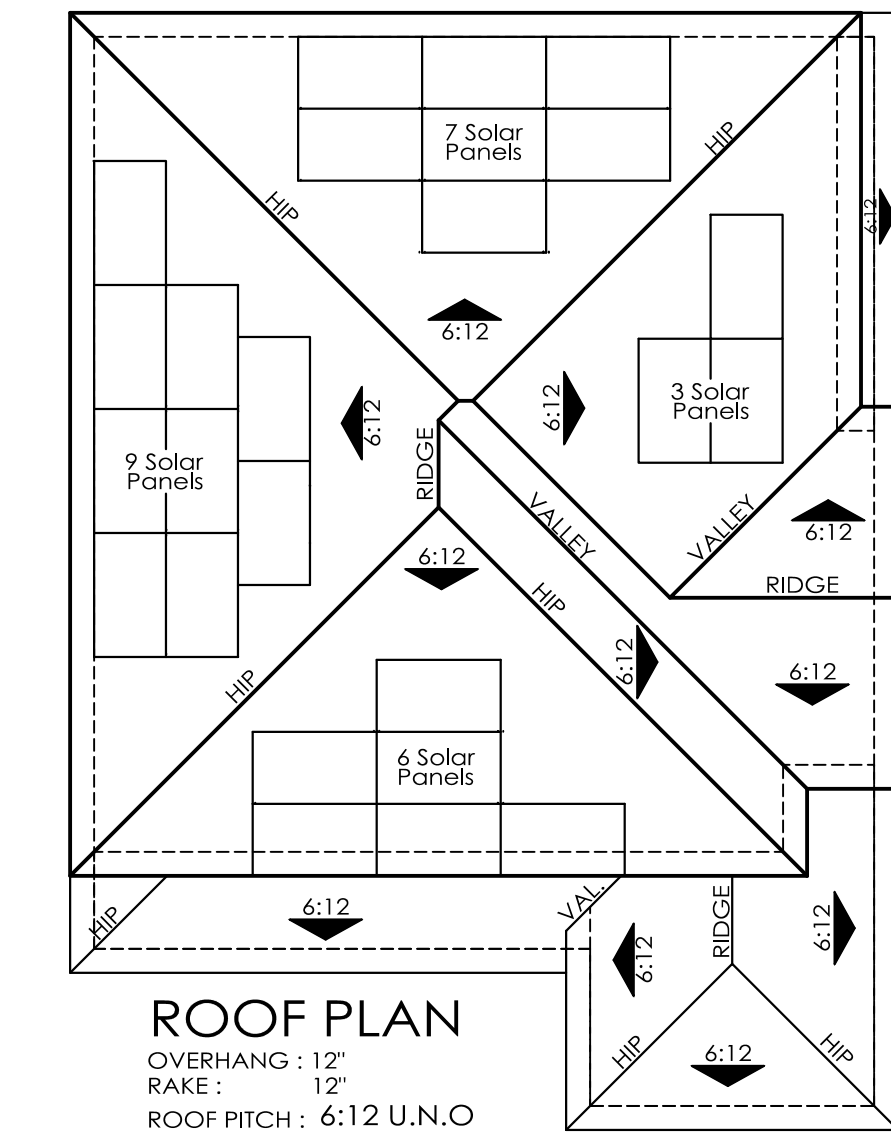 7 Solar
Panels
HIP
HIP
6:12
6:12
6:12
6:12
3 Solar
Panels
9 Solar
Panels
RIDGE
VALLEY
VALLEY
6:12
6:12
RIDGE
HIP
6:12
6:12
HIP
6 Solar
Panels
HIP
6:12
VAL.
RIDGE
6:12
6:12
HIP
6:12
HIP
ROOF PLAN
OVERHANG : 12"
RAKE : 12"
ROOF PITCH : 6:12 U.N.O